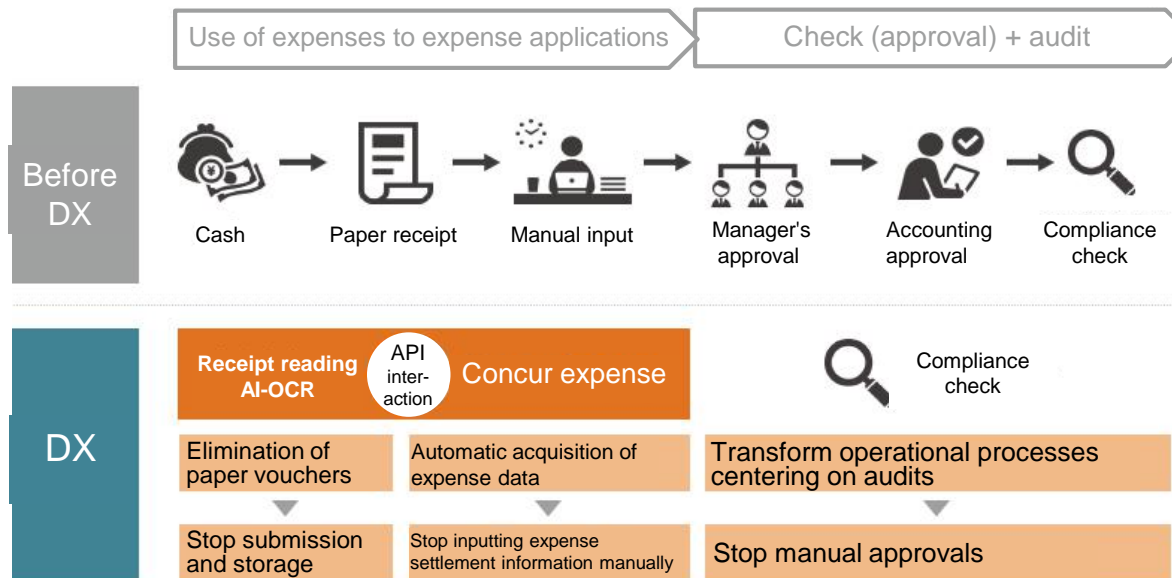 Use of expenses to expense applications
Check (approval) + audit
Before
DX
¥
Cash
Paper receipt
Manual input
Manager's
approval
Accounting
approval
Compliance
check
DX
Receipt reading
AI-OCR
API
inter-
action
Concur expense
Compliance
check
Elimination of
paper vouchers
Automatic acquisition of
expense data
Transform operational processes
centering on audits
Stop submission
and storage
Stop inputting expense
settlement information manually
Stop manual approvals